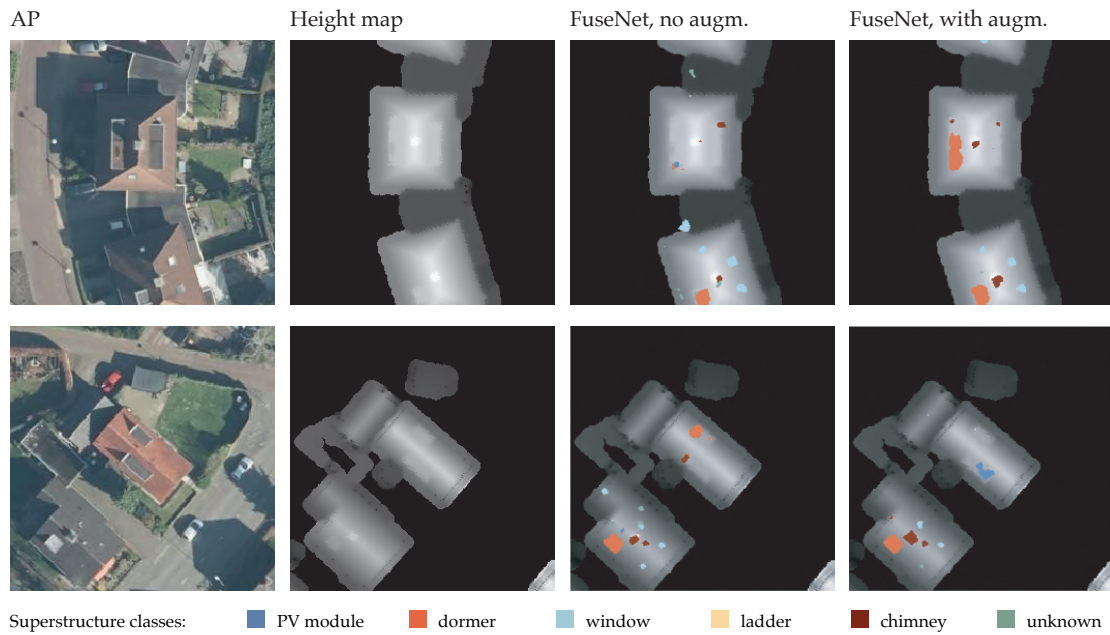 AP Height map FuseNet, no augm. FuseNet, with augm.
Superstructure classes: PV module dormer window ladder chimney unknown